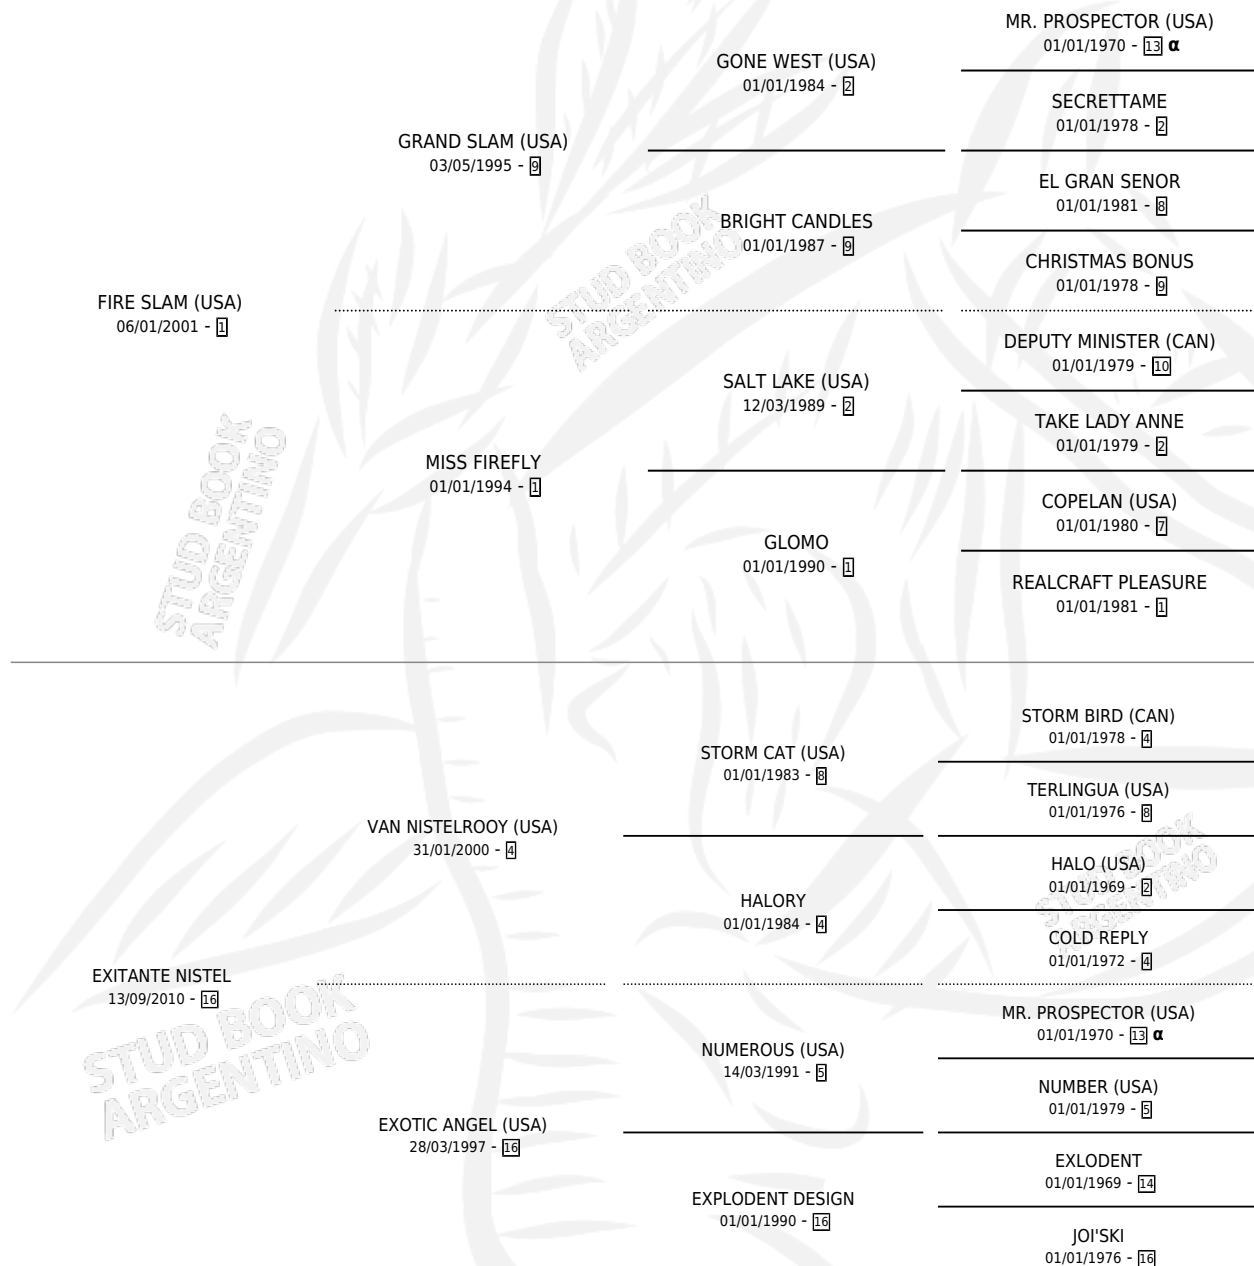 MR. PROSPECTOR (USA)
01/01/1970 - 13 α
GONE WEST (USA)
01/01/1984 - 2
SECRETTAME
01/01/1978 - 2
GRAND SLAM (USA)
03/05/1995 - 9
EL GRAN SENOR
01/01/1981 - 8
BRIGHT CANDLES
01/01/1987 - 9
CHRISTMAS BONUS
01/01/1978 - 9
STUD BOOK
ARGENTINO
FIRE SLAM (USA)
06/01/2001 - 1
DEPUTY MINISTER (CAN)
01/01/1979 - 10
SALT LAKE (USA)
12/03/1989 - 2
TAKE LADY ANNE
01/01/1979 - 2
MISS FIREFLY
01/01/1994 - 1
COPELAN (USA)
01/01/1980 - 7
GLOMO
01/01/1990 - 1
REALCRAFT PLEASURE
01/01/1981 - 1
STUD BOOK
ARGENTINO
STORM BIRD (CAN)
01/01/1978 - 4
STORM CAT (USA)
01/01/1983 - 8
TERLINGUA (USA)
01/01/1976 - 8
VAN NISTELROOY (USA)
31/01/2000 - 4
HALO (USA)
01/01/1969 - 2
HALORY
01/01/1984 - 4
COLD REPLY
01/01/1972 - 4
STUD BOOK
ARGENTINO
EXITANTE NISTEL
13/09/2010 - 16
MR. PROSPECTOR (USA)
01/01/1970 - 13 α
NUMEROUS (USA)
14/03/1991 - 5
NUMBER (USA)
01/01/1979 - 5
EXOTIC ANGEL (USA)
28/03/1997 - 16
EXLODENT
01/01/1969 - 14
EXPLODENT DESIGN
01/01/1990 - 16
JOI'SKI
01/01/1976 - 16
STUD BOOK
ARGENTINO